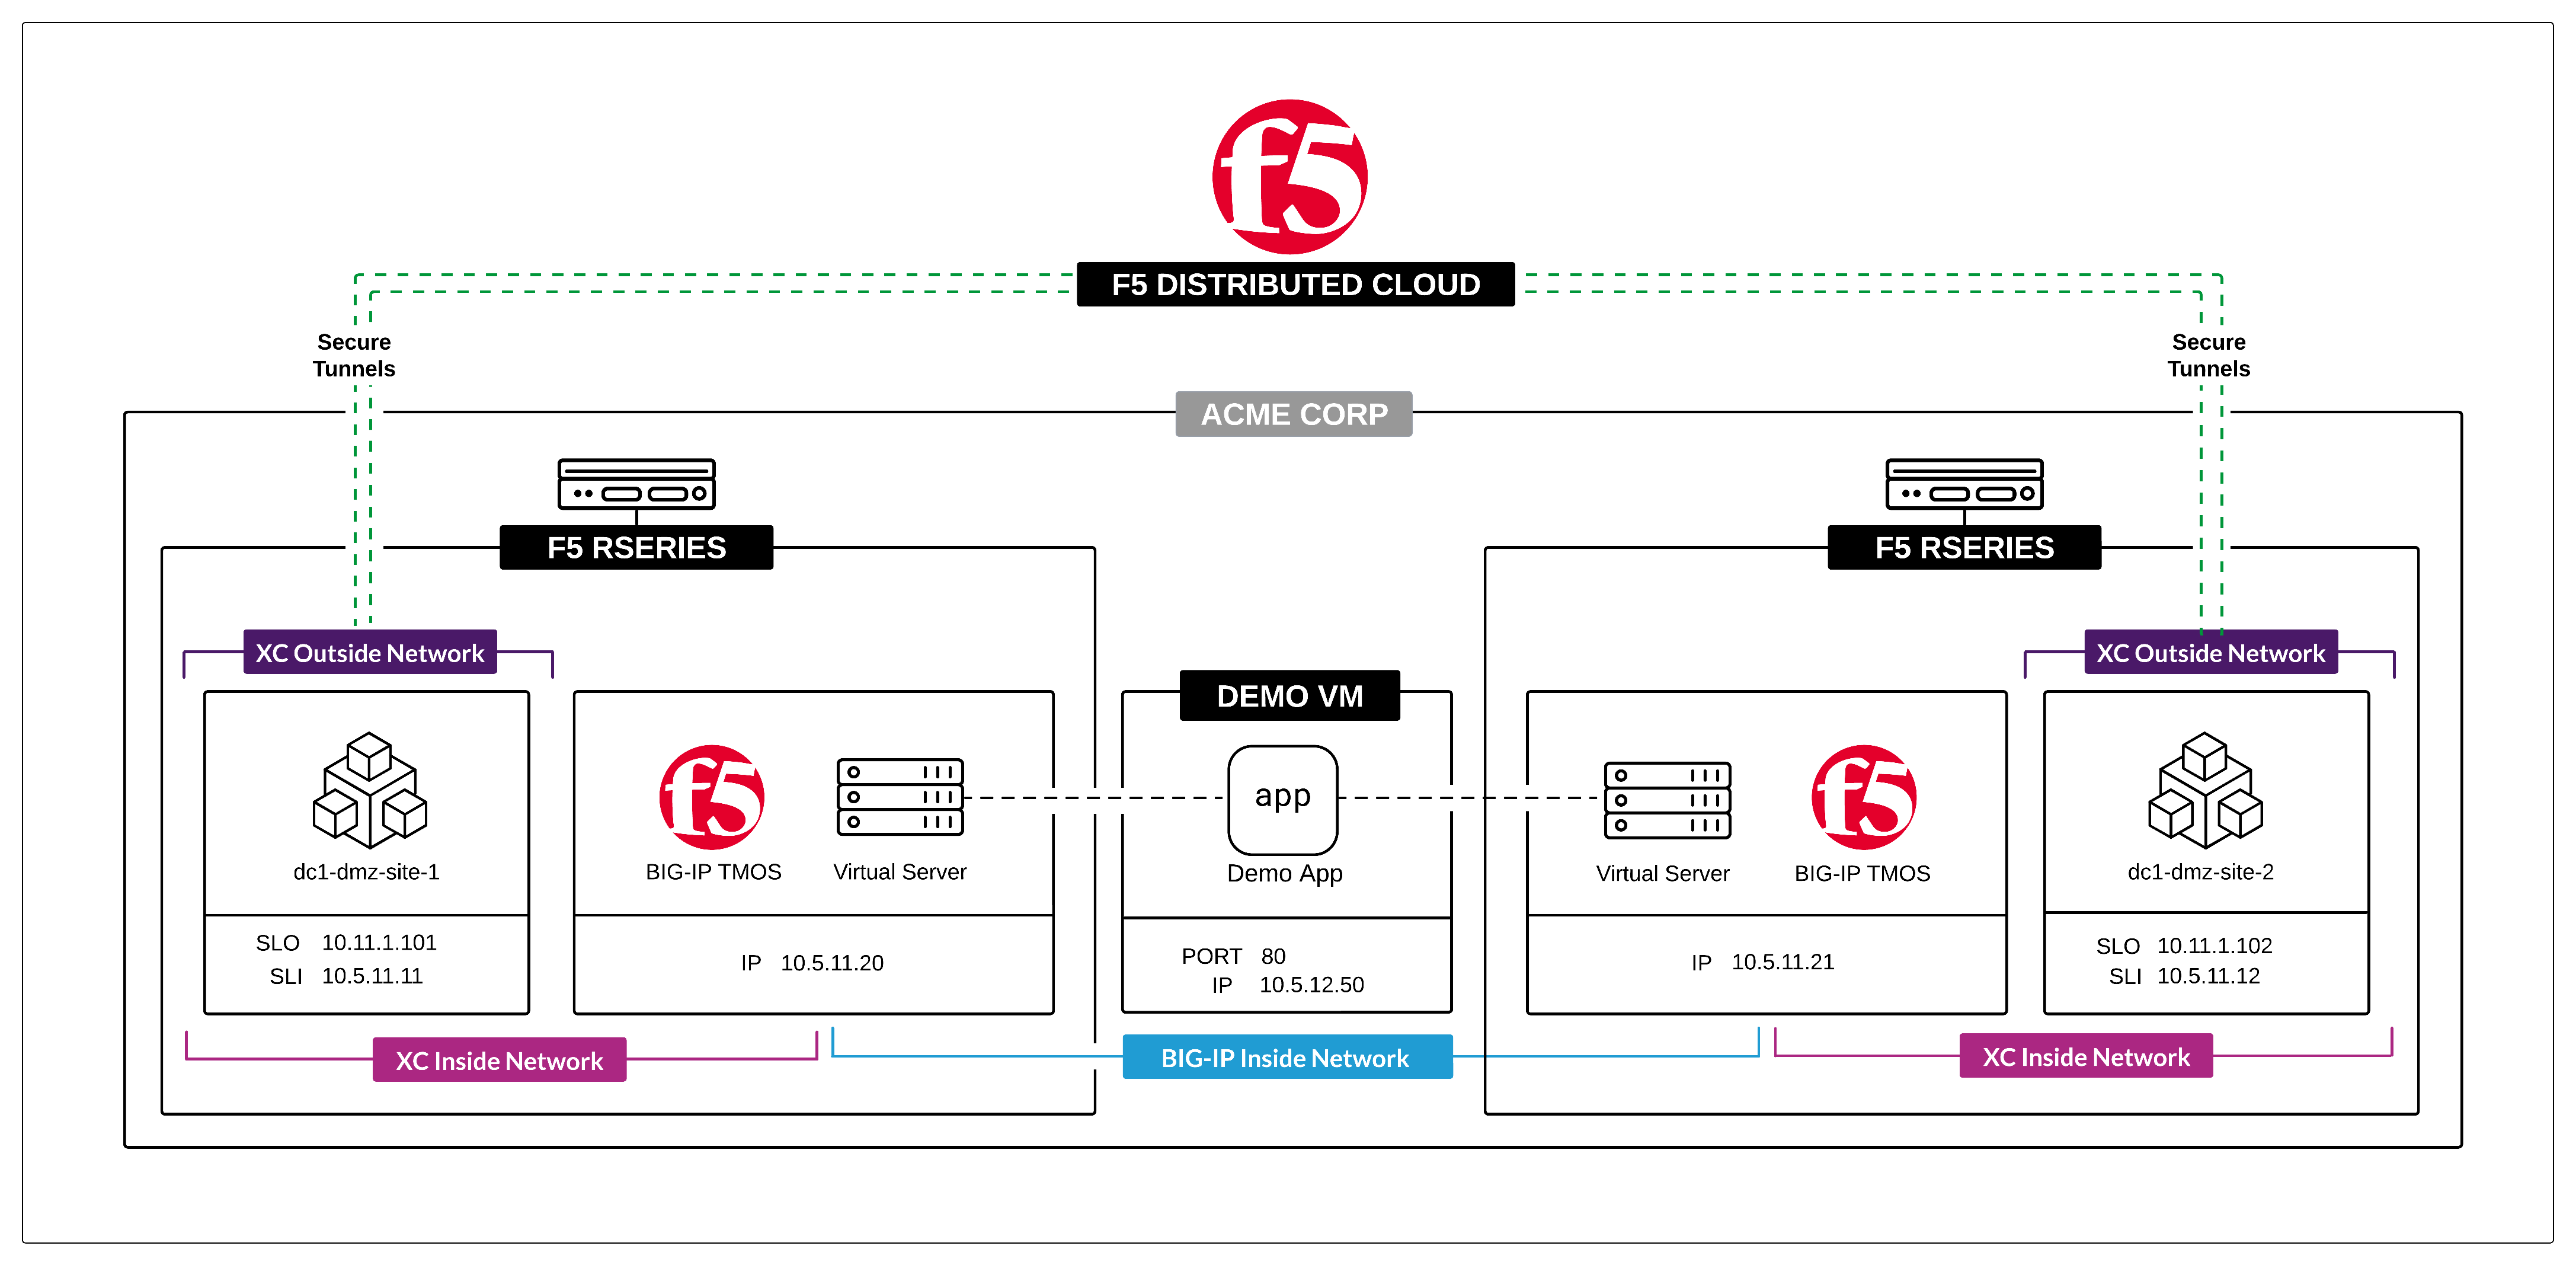 f5
F5 DISTRIBUTED CLOUD
Secure
Tunnels
Secure
Tunnels
ACME CORP
F5 RSERIES
F5 RSERIES
XC Outside Network
XC Outside Network
DEMO VM
f5
app
f5
dc1-dmz-site-1
BIG-IP TMOS
Virtual Server
Demo App
Virtual Server
BIG-IP TMOS
dc1-dmz-site-2
SLO 10.11.1.101
SLI 10.5.11.11
IP 10.5.11.20
PORT 80
IP 10.5.12.50
IP 10.5.11.21
SLO 10.11.1.102
SLI 10.5.11.12
XC Inside Network
BIG-IP Inside Network
XC Inside Network